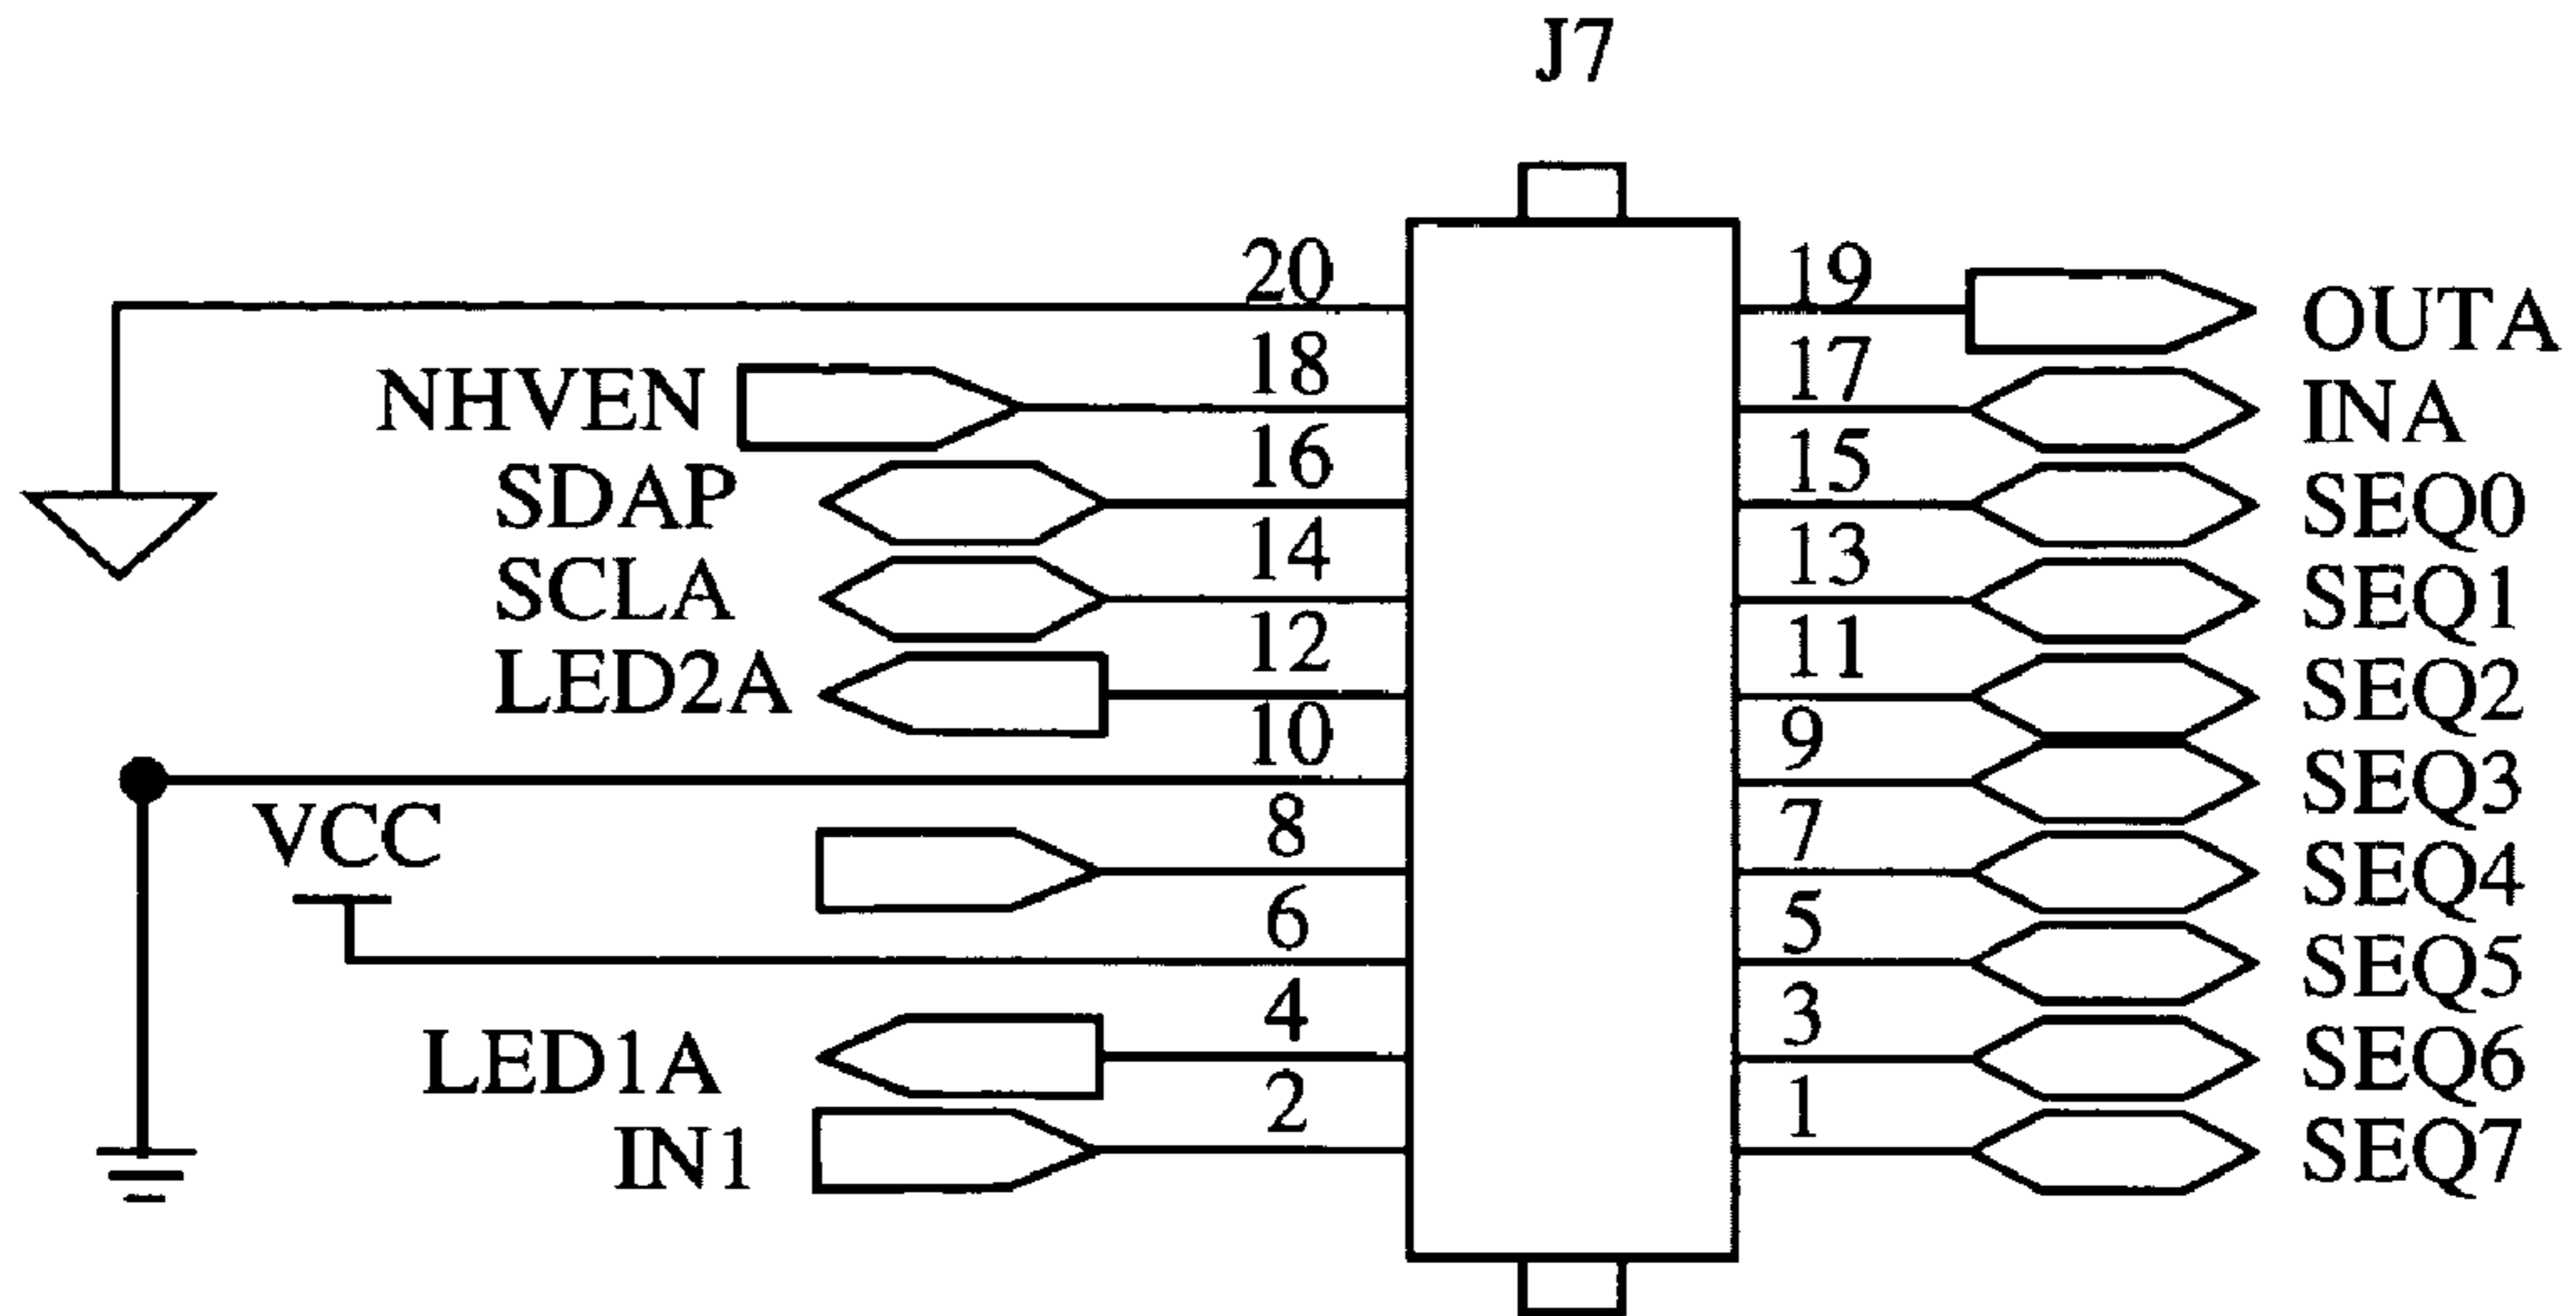 J7
20 19 OUTA
NHVEN 18 17 INA
SDAP 16 15 SEQ0
SCLA 14 13 SEQ1
LED2A 12 11 SEQ2
10 9 SEQ3
VCC 8 7 SEQ4
6 5 SEQ5
LED1A 4 3 SEQ6
IN1 2 1 SEQ7